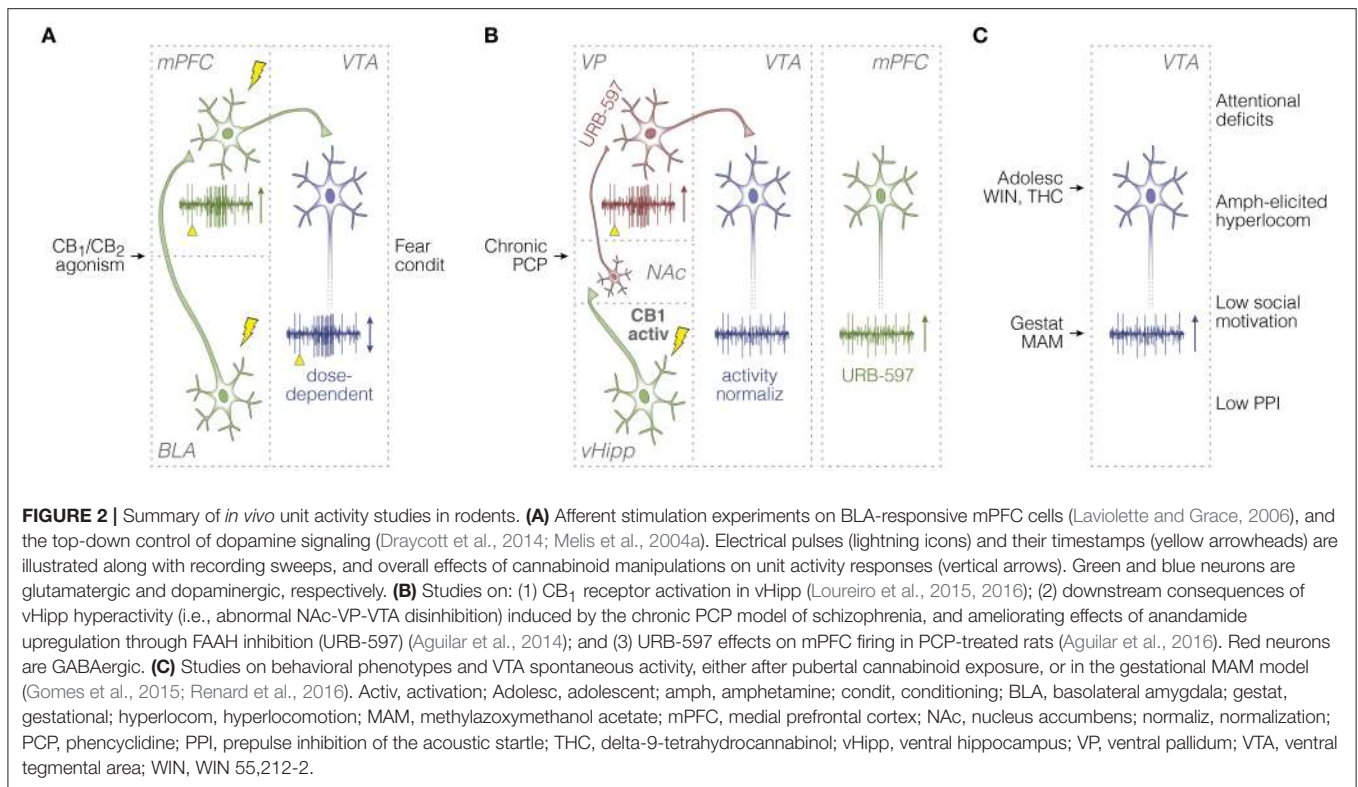 A
mPFC
VTA
CB1/CB2
agonism
Fear
condit
dose-
dependent
BLA
B
VP
VTA
mPFC
URB-597
Chronic
PCP
NAc
CB1
activ
activity
normaliz
URB-597
vHipp
C
VTA
Attentional
deficits
Adolesc
WIN, THC
Amph-elicited
hyperlocom
Low social
motivation
Gestat
MAM
Low PPI
FIGURE 2 | Summary of in vivo unit activity studies in rodents. (A) Afferent stimulation experiments on BLA-responsive mPFC cells (Laviolette and Grace, 2006), and
the top-down control of dopamine signaling (Draycott et al., 2014; Melis et al., 2004a). Electrical pulses (lightning icons) and their timestamps (yellow arrowheads) are
illustrated along with recording sweeps, and overall effects of cannabinoid manipulations on unit activity responses (vertical arrows). Green and blue neurons are
glutamatergic and dopaminergic, respectively. (B) Studies on: (1) CB1 receptor activation in vHipp (Loureiro et al., 2015, 2016); (2) downstream consequences of
vHipp hyperactivity (i.e., abnormal NAc-VP-VTA disinhibition) induced by the chronic PCP model of schizophrenia, and ameliorating effects of anandamide
upregulation through FAAH inhibition (URB-597) (Aguilar et al., 2014); and (3) URB-597 effects on mPFC firing in PCP-treated rats (Aguilar et al., 2016). Red neurons
are GABAergic. (C) Studies on behavioral phenotypes and VTA spontaneous activity, either after pubertal cannabinoid exposure, or in the gestational MAM model
(Gomes et al., 2015; Renard et al., 2016). Activ, activation; Adolesc, adolescent; amph, amphetamine; condit, conditioning; BLA, basolateral amygdala; gestat,
gestational; hyperlocom, hyperlocomotion; MAM, methylazoxymethanol acetate; mPFC, medial prefrontal cortex; NAc, nucleus accumbens; normaliz, normalization;
PCP, phencyclidine; PPI, prepulse inhibition of the acoustic startle; THC, delta-9-tetrahydrocannabinol; vHipp, ventral hippocampus; VP, ventral pallidum; VTA, ventral
tegmental area; WIN, WIN 55,212-2.